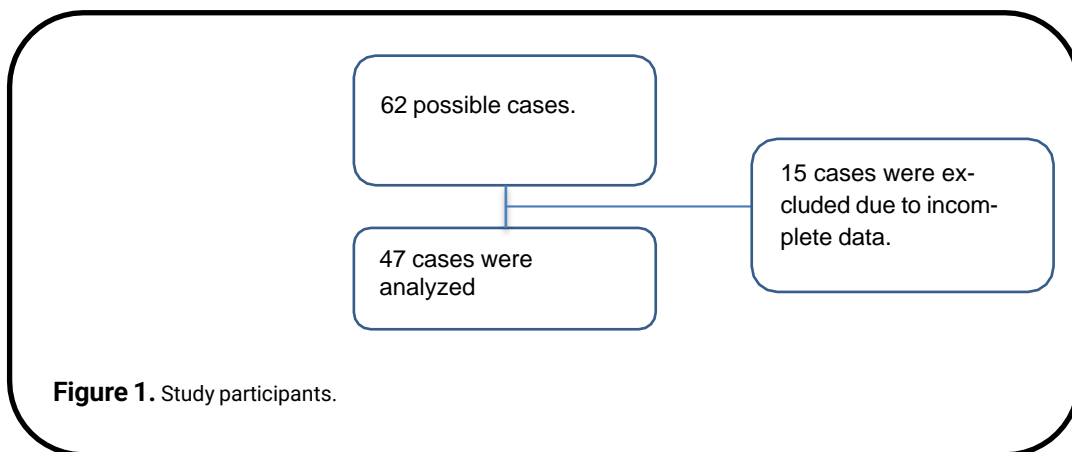 62 possible cases.
15 cases were ex-
cluded due to incom-
plete data.
47 cases were
analyzed
Figure 1. Study participants.